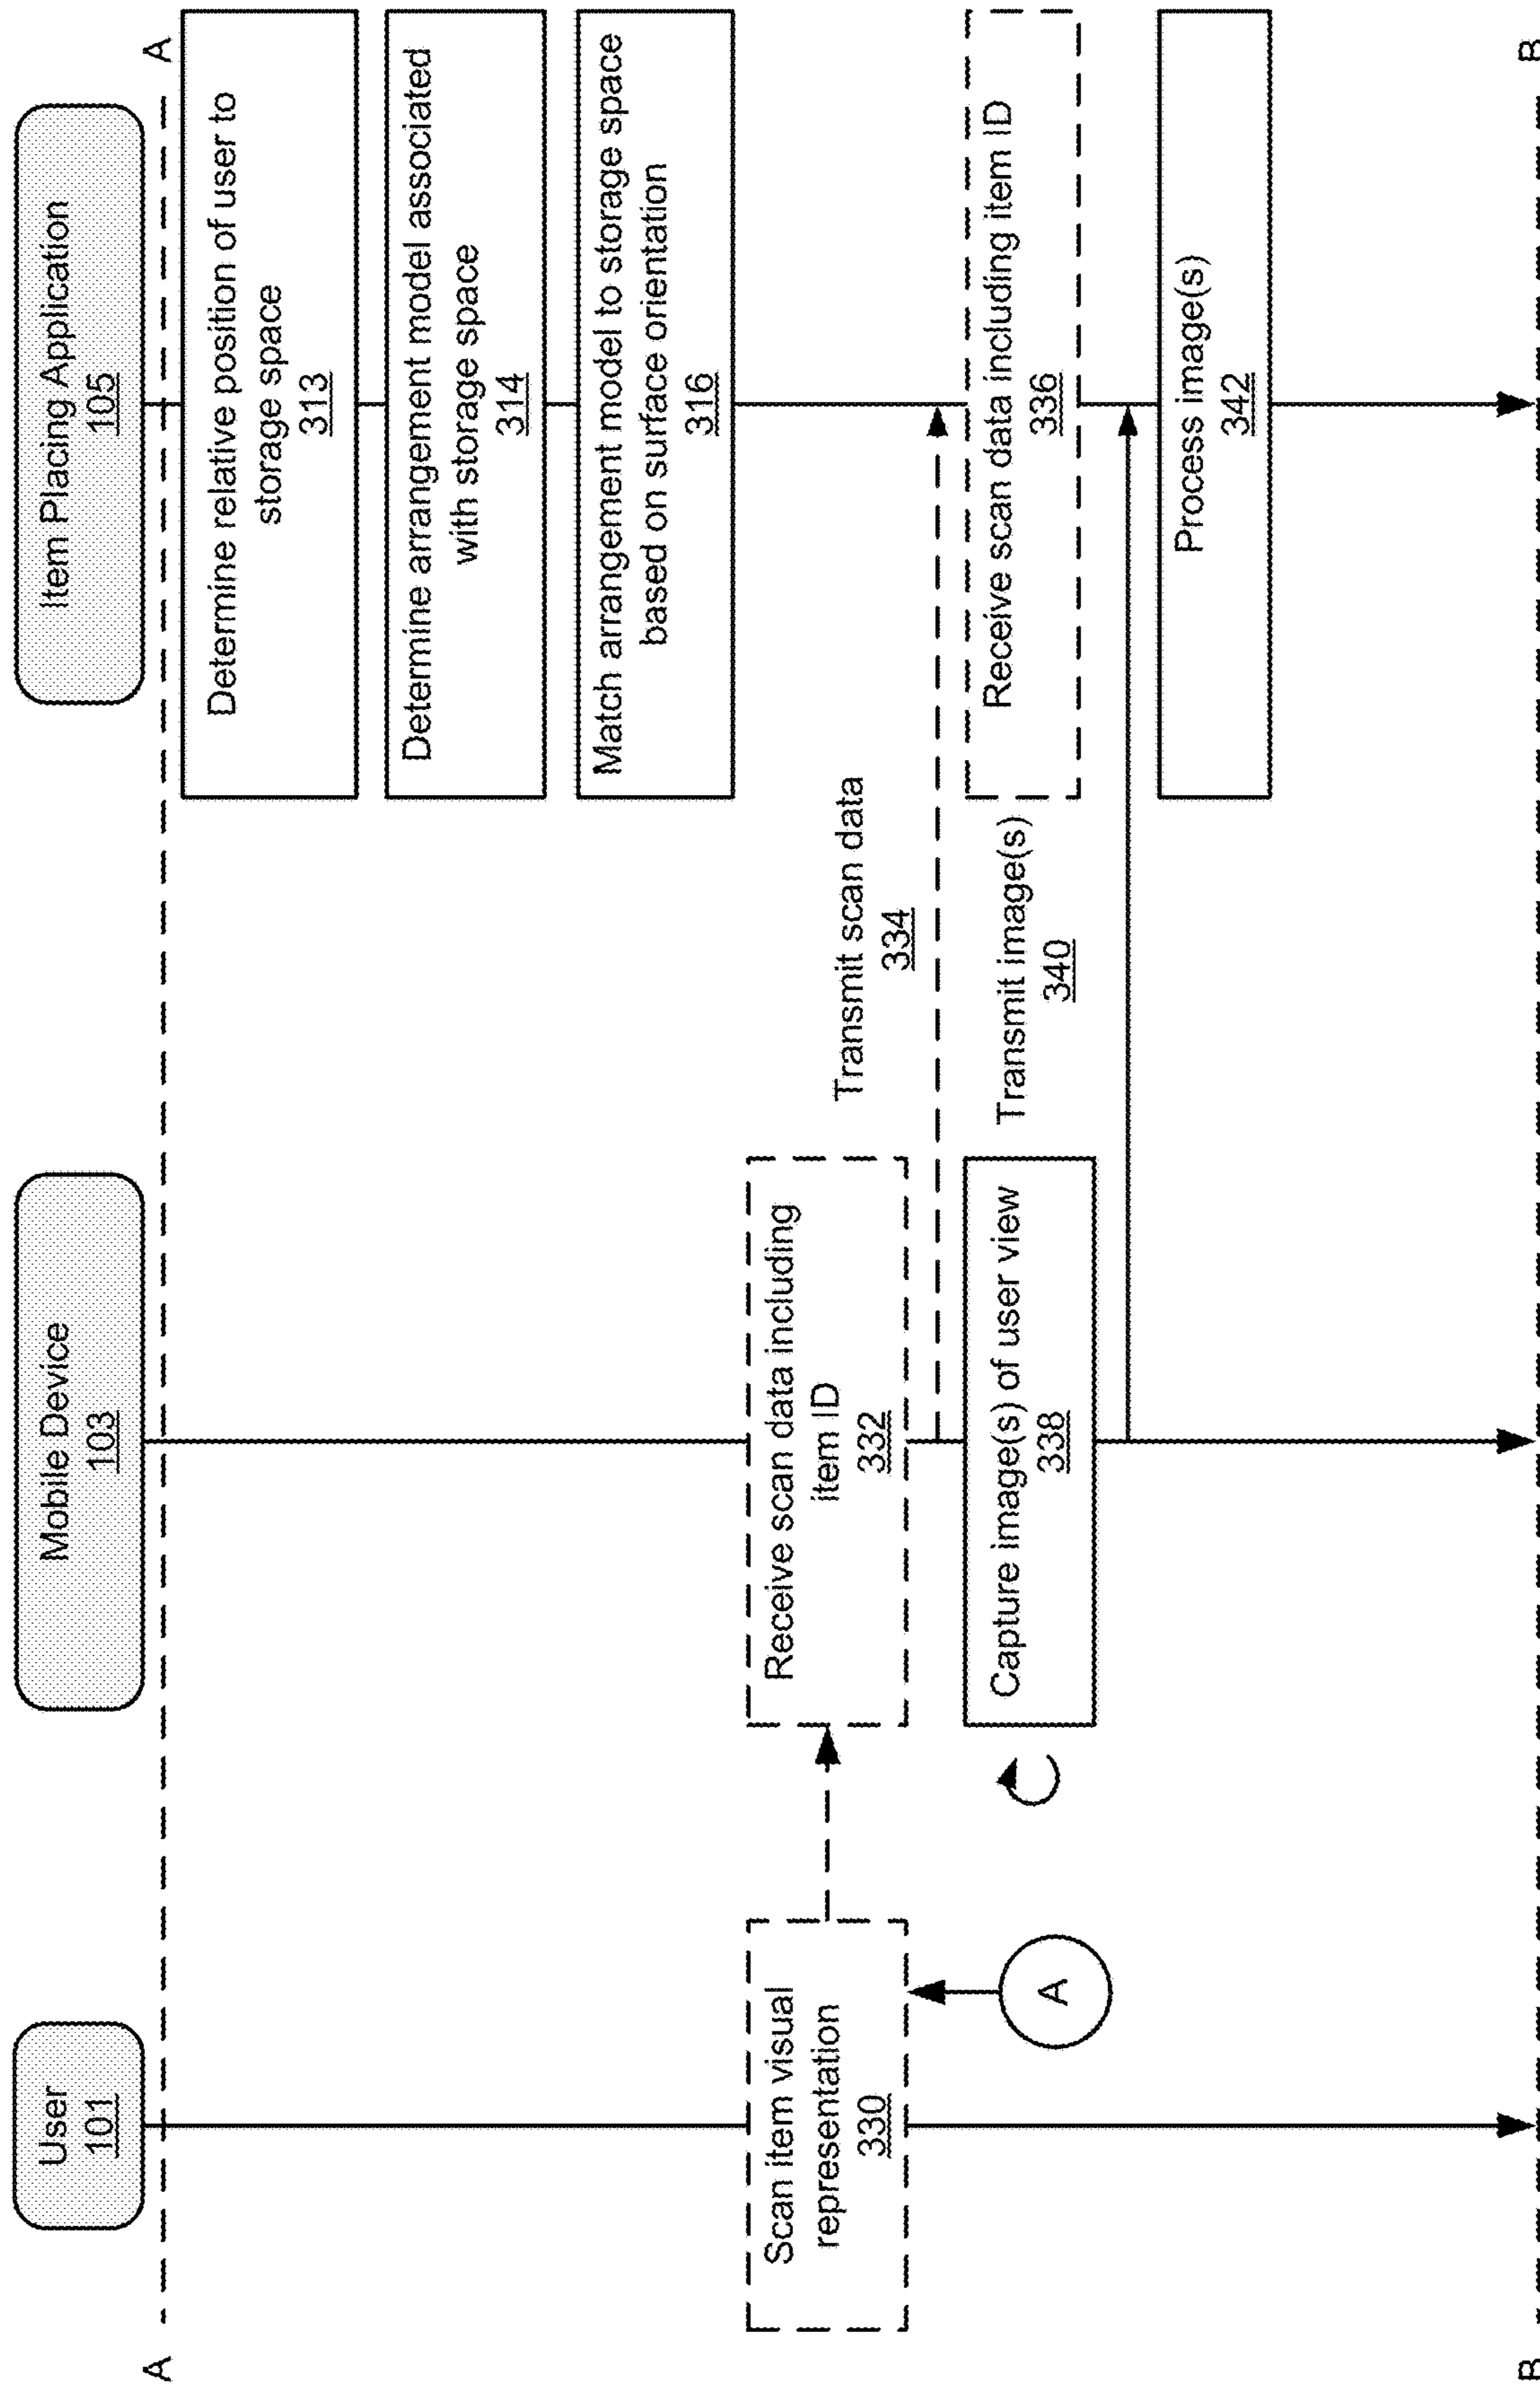 User
101
Mobile Device
103
Item Placing Application
105
A
A
Determine relative position of user to
storage space
313
Determine arrangement model associated
with storage space
314
Match arrangement model to storage space
based on surface orientation
316
Scan item visual
representation
330
Receive scan data including
item ID
332
Transmit scan data
334
A
Capture image(s) of user view
338
Transmit image(s)
340
Receive scan data including item ID
336
Process image(s)
342
B
B